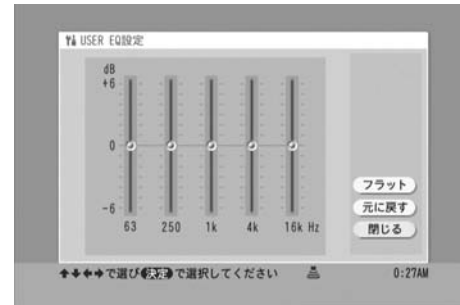 USER EQ設定
dB
+6
0
-6
63 250 1k 4k 16k Hz
フラット
元に戻す
閉じる
↑↓←→で選び 決定 で選択してください
0:27AM